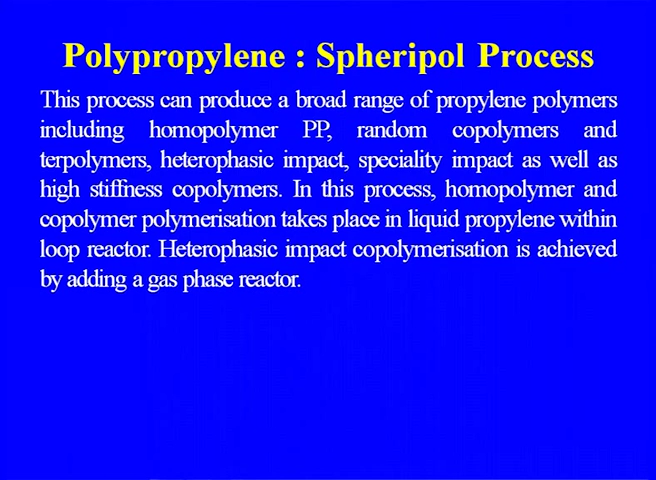 Polypropylene : Spheripol Process
This process can produce a broad range of propylene polymers
including homopolymer PP, random copolymers and
terpolymers, heterophasic impact, speciality impact as well as
high stiffness copolymers. In this process, homopolymer and
copolymer polymerisation takes place in liquid propylene within
loop reactor. Heterophasic impact copolymerisation is achieved
by adding a gas phase reactor.